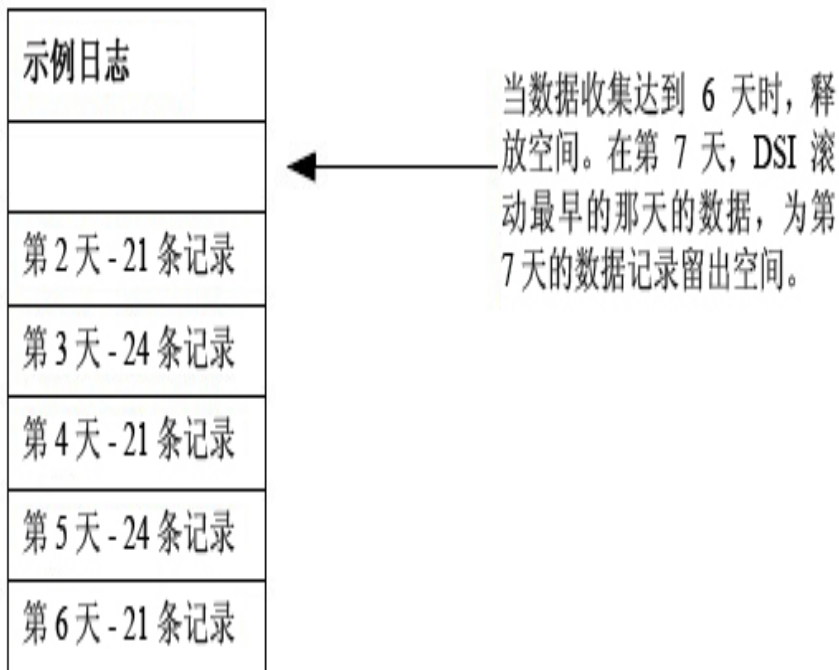 示例日志
当数据收集达到 6 天时，释
放空间。在第 7 天，DSI 滚
动最早的那天的数据，为第
7 天的数据记录留出空间。
第 2 天 - 21 条记录
第 3 天 - 24 条记录
第 4 天 - 21 条记录
第 5 天 - 24 条记录
第 6 天 - 21 条记录